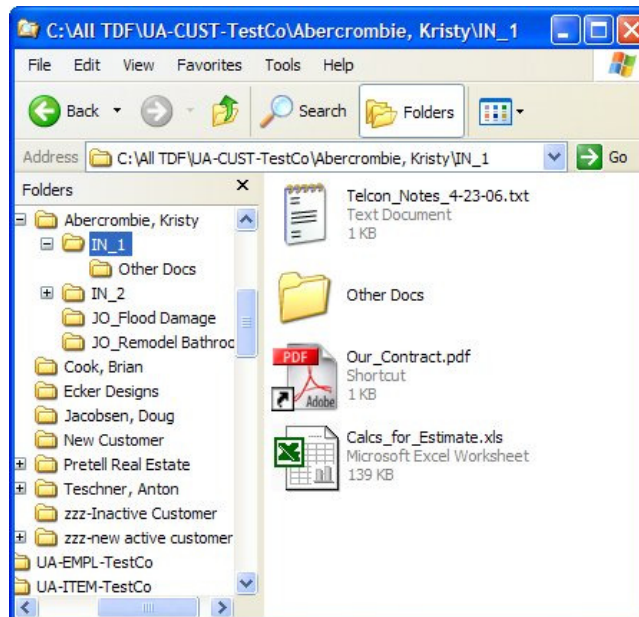 C:\All TDF\UA-CUST-TestCo\Abercrombie, Kristy\IN_1
File Edit View Favorites Tools Help
Back Search Folders
Address C:\All TDF\UA-CUST-TestCo\Abercrombie, Kristy\IN_1 Go
Folders
Abercrombie, Kristy
IN_1
Other Docs
IN_2
JO_Flood Damage
JO_Remodel Bathroo
Cook, Brian
Ecker Designs
Jacobsen, Doug
New Customer
Pretell Real Estate
Teschner, Anton
zzz-Inactive Customer
zzz-new active customer
UA-EMPL-TestCo
UA-ITEM-TestCo
Telcon_Notes_4-23-06.txt
Text Document
1 KB
Other Docs
PDF
Adobe
Our_Contract.pdf
Shortcut
1 KB
Calcs_for_Estimate.xls
Microsoft Excel Worksheet
139 KB